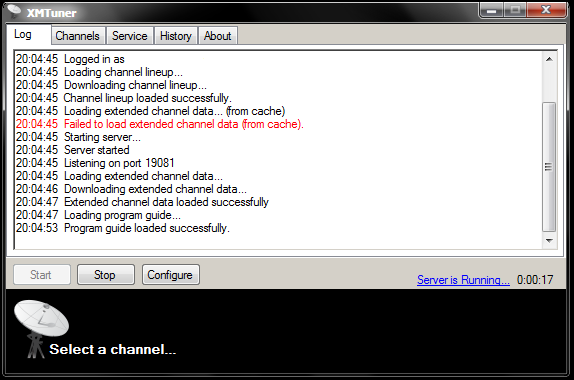 XMTuner
Log Channels Service History About
20:04:45 Logged in as
20:04:45 Loading channel lineup...
20:04:45 Downloading channel lineup...
20:04:45 Channel lineup loaded successfully.
20:04:45 Loading extended channel data... (from cache)
20:04:45 Failed to load extended channel data (from cache).
20:04:45 Starting server...
20:04:45 Server started
20:04:45 Listening on port 19081
20:04:45 Loading extended channel data...
20:04:46 Downloading extended channel data...
20:04:47 Extended channel data loaded successfully
20:04:47 Loading program guide...
20:04:53 Program guide loaded successfully.
Start Stop Configure Server is Running... 0:00:17
Select a channel...